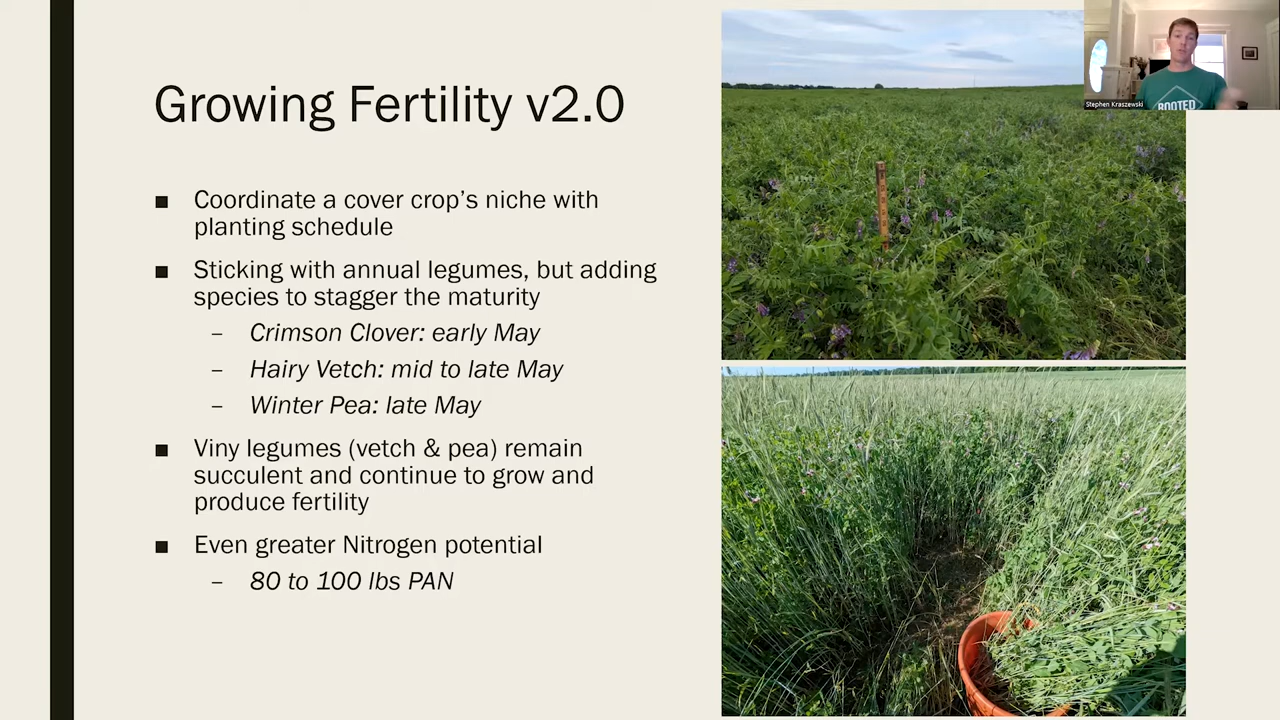 Growing Fertility v2.0
■ Coordinate a cover crop’s niche with
planting schedule
■ Sticking with annual legumes, but adding
species to stagger the maturity
– Crimson Clover: early May
– Hairy Vetch: mid to late May
– Winter Pea: late May
■ Viny legumes (vetch & pea) remain
succulent and continue to grow and
produce fertility
■ Even greater Nitrogen potential
– 80 to 100 lbs PAN
ROOTED
Stephen Kraszewski